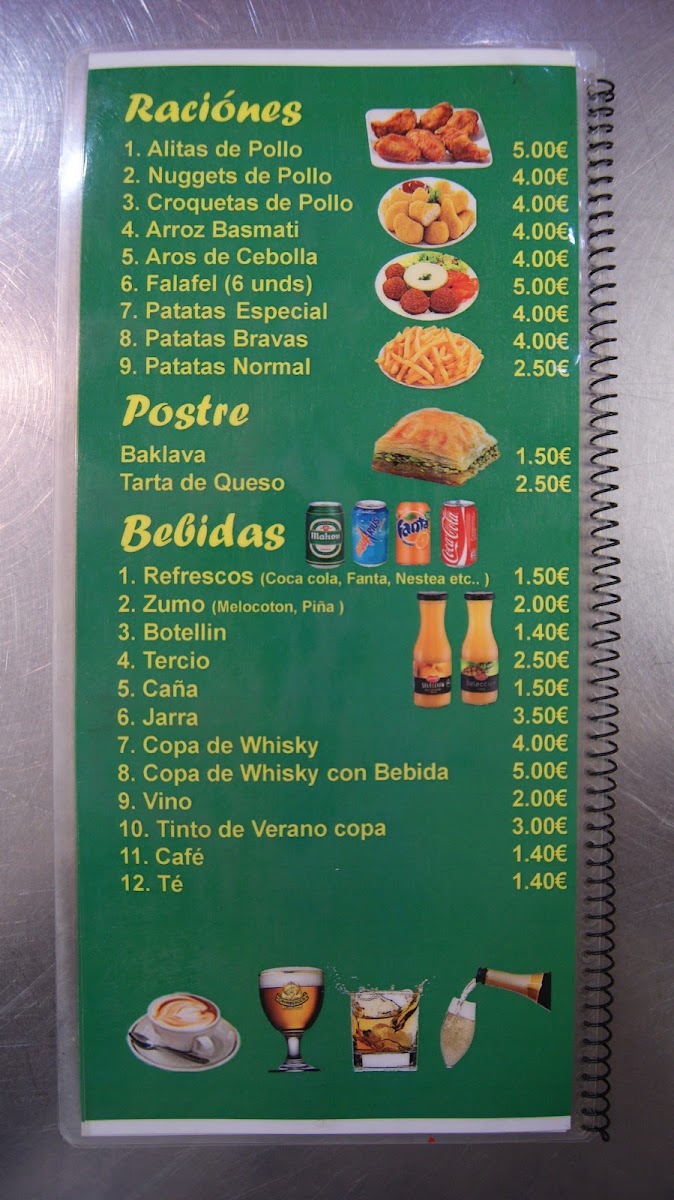 Raciónes
1. Alitas de Pollo 5.00€
2. Nuggets de Pollo 4.00€
3. Croquetas de Pollo 4.00€
4. Arroz Basmati 4.00€
5. Aros de Cebolla 4.00€
6. Falafel (6 unds) 5.00€
7. Patatas Especial 4.00€
8. Patatas Bravas 4.00€
9. Patatas Normal 2.50€
Postre
Baklava 1.50€
Tarta de Queso 2.50€
Bebidas
Mahou
Fanta
Coca-Cola
1. Refrescos (Coca cola, Fanta, Nestea etc.. ) 1.50€
2. Zumo (Melocoton, Piña ) 2.00€
3. Botellin 1.40€
4. Tercio 2.50€
5. Caña 1.50€
6. Jarra 3.50€
7. Copa de Whisky 4.00€
8. Copa de Whisky con Bebida 5.00€
9. Vino 2.00€
10. Tinto de Verano copa 3.00€
11. Café 1.40€
12. Té 1.40€